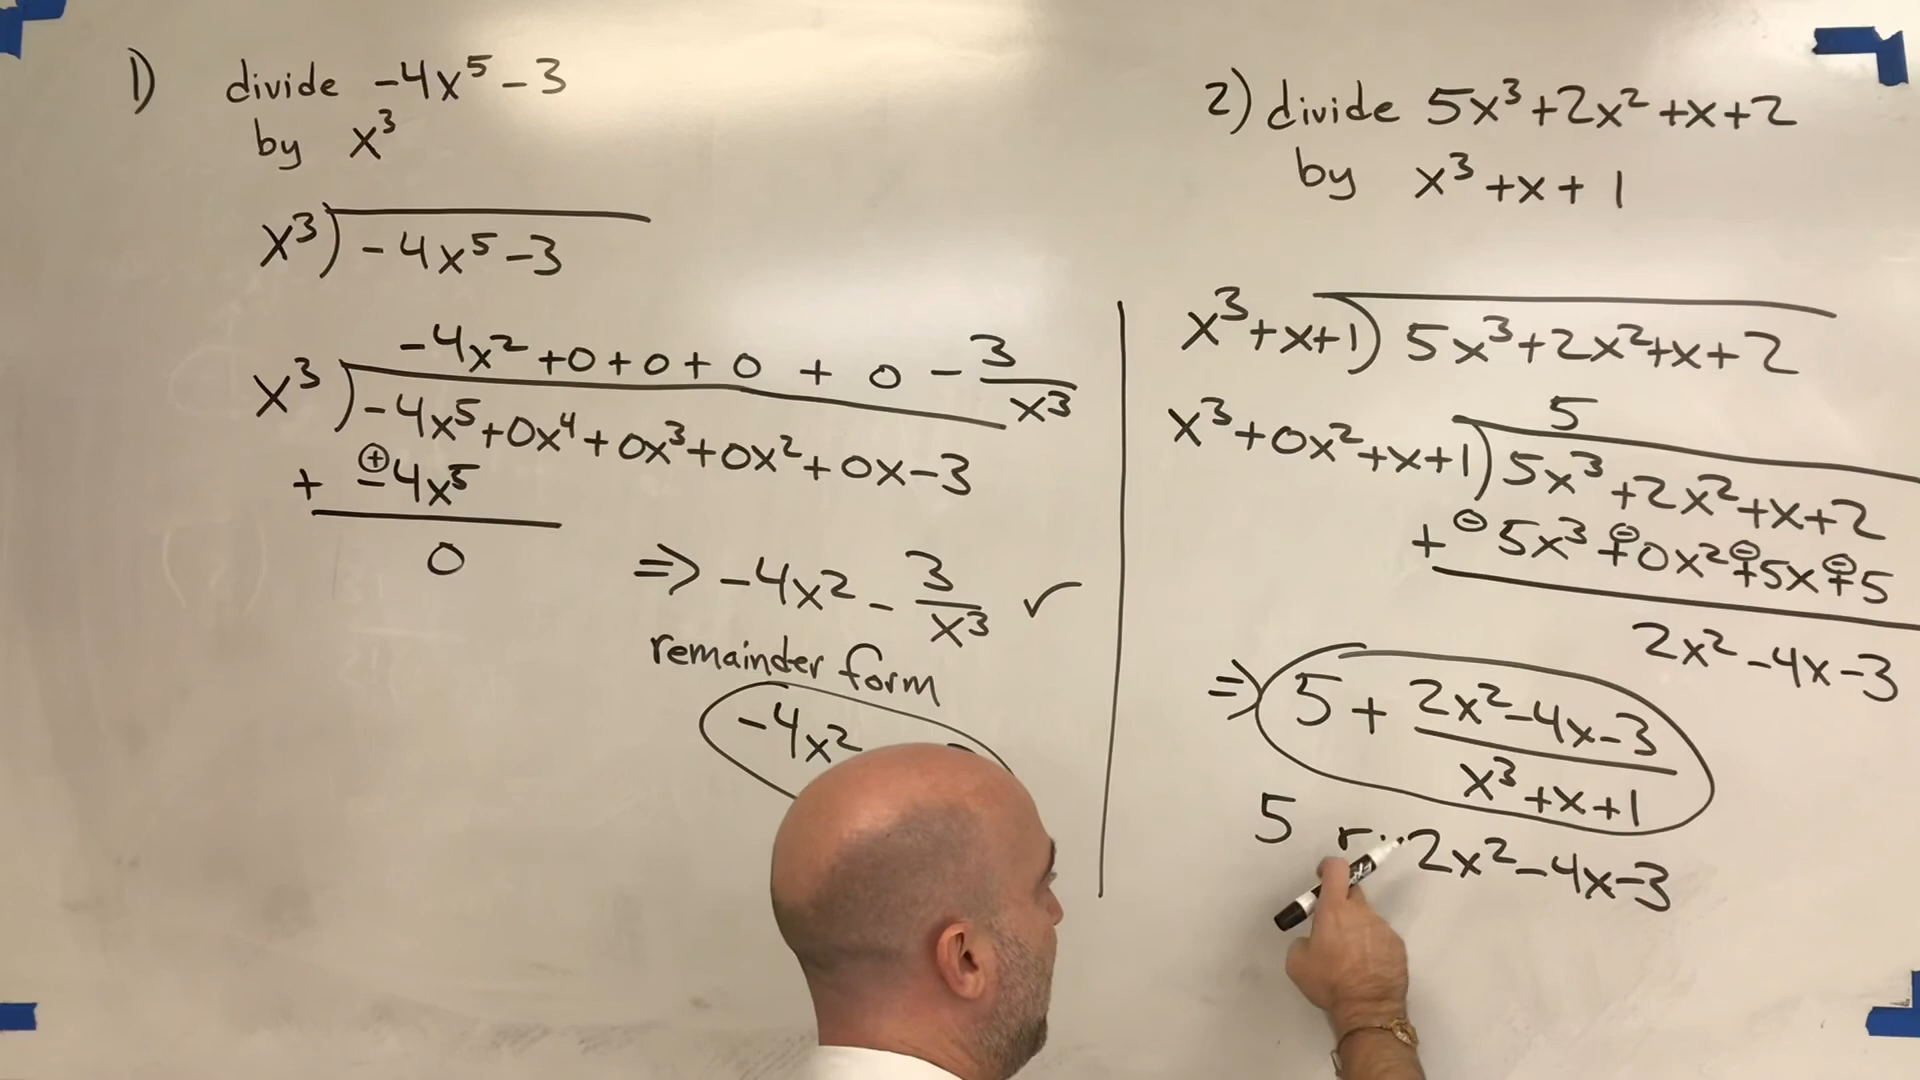 1) divide -4x⁵ - 3
by x³
x³) -4x⁵ - 3
-4x² + 0 + 0 + 0 + 0 - 3/x³
x³) -4x⁵ + 0x⁴ + 0x³ + 0x² + 0x - 3
+ ⊕-4x⁵
0
⇒ -4x² - 3/x³ ✓
remainder form
-4x²
2) divide 5x³ + 2x² + x + 2
by x³ + x + 1
x³ + x + 1) 5x³ + 2x² + x + 2
5
x³ + 0x² + x + 1) 5x³ + 2x² + x + 2
+ ⊖5x³ ⊖+0x² ⊖+5x ⊖+5
2x² - 4x - 3
⇒ 5 + (2x² - 4x - 3)/(x³ + x + 1)
5 r: 2x² - 4x - 3